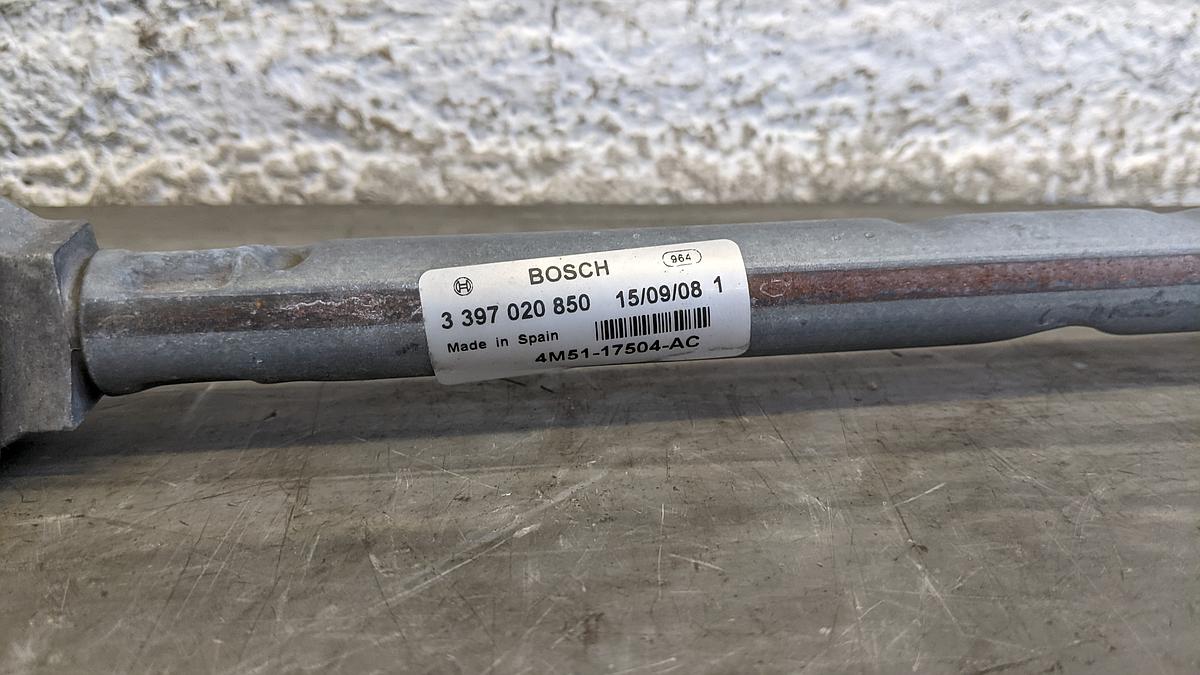 BOSCH 964
3 397 020 850 15/09/08 1
Made in Spain
4M51-17504-AC